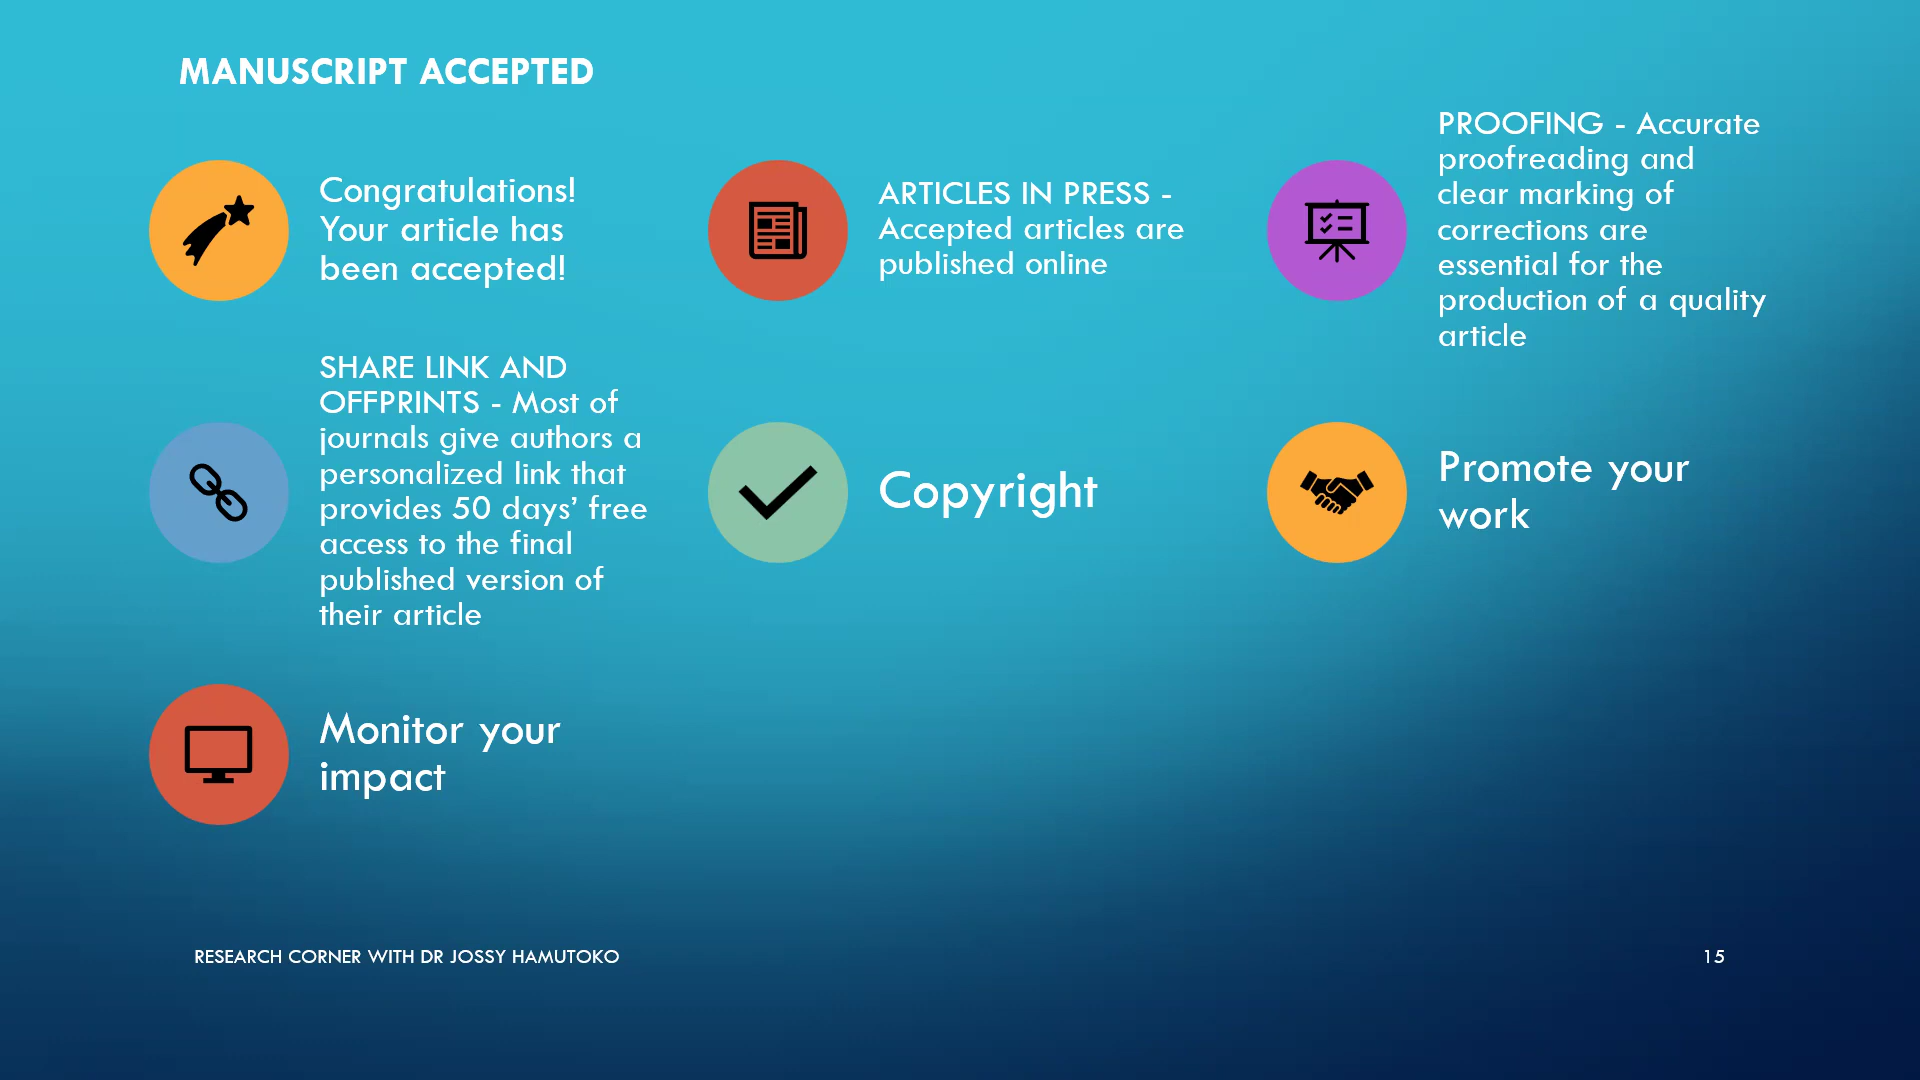 MANUSCRIPT ACCEPTED
Congratulations!
Your article has
been accepted!
ARTICLES IN PRESS -
Accepted articles are
published online
PROOFING - Accurate
proofreading and
clear marking of
corrections are
essential for the
production of a quality
article
SHARE LINK AND
OFFPRINTS - Most of
journals give authors a
personalized link that
provides 50 days’ free
access to the final
published version of
their article
Copyright
Promote your
work
Monitor your
impact
RESEARCH CORNER WITH DR JOSSY HAMUTOKO
15